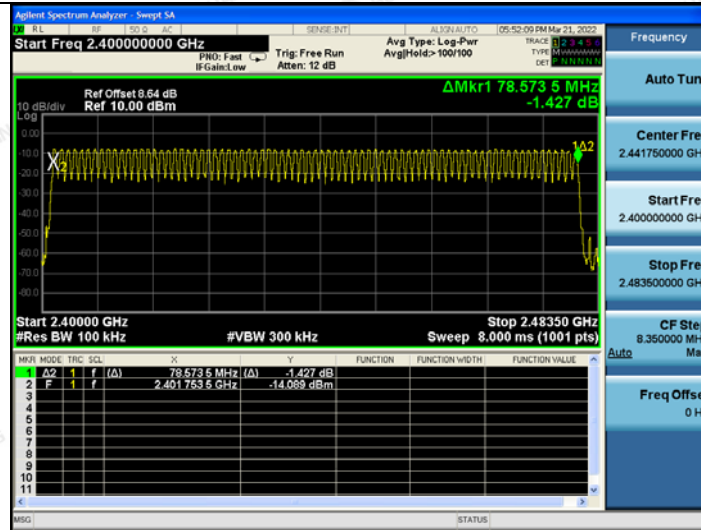 Agilent Spectrum Analyzer - Swept SA
RL RF 50 Ω AC SENSE:INT ALIGNAUTO 05:52:09 PM Mar 21, 2022
Start Freq 2.400000000 GHz
PNO: Fast
IFGain:Low
Trig: Free Run
Atten: 12 dB
Avg Type: Log-Pwr
Avg|Hold:>100/100
TRACE 1 2 3 4 5 6
TYPE M
DET P N N N N N
Ref Offset 8.64 dB
Ref 10.00 dBm
10 dB/div
Log
ΔMkr1 78.573 5 MHz
-1.427 dB
0.00
-10.0
-20.0
-30.0
-40.0
-50.0
-60.0
-70.0
-80.0
X2
1Δ2
Start 2.40000 GHz
Stop 2.48350 GHz
#Res BW 100 kHz #VBW 300 kHz Sweep 8.000 ms (1001 pts)
MKR MODE TRC SCL X Y FUNCTION FUNCTION WIDTH FUNCTION VALUE
1 Δ2 1 f (Δ) 78.573 5 MHz (Δ) -1.427 dB
2 F 1 f 2.401 753 5 GHz -14.089 dBm
3
4
5
6
7
8
9
10
11
MSG STATUS
Frequency
Auto Tun
Center Fre
2.441750000 GH
Start Fre
2.400000000 GH
Stop Fre
2.483500000 GH
CF Ste
8.350000 MH
Auto Ma
Freq Offse
0 H